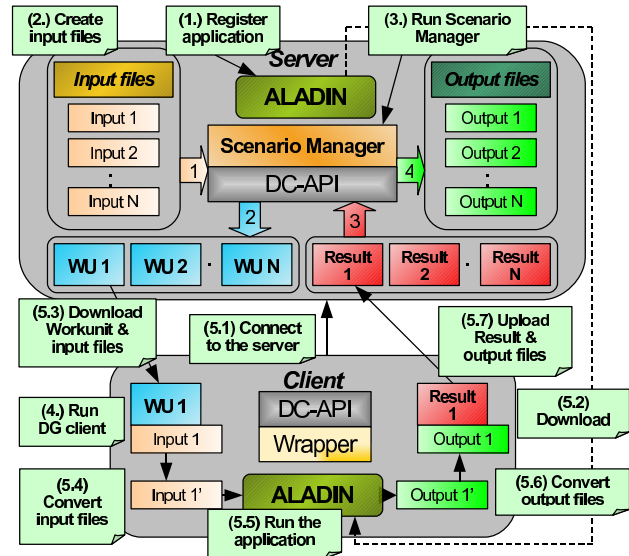 (2.) Create
input files
(1.) Register
application
(3.) Run Scenario
Manager
Server
Input files
Input 1
Input 2
.
.
Input N
ALADIN
Output files
Output 1
Output 2
.
.
Output N
Scenario Manager
DC-API
1
4
2
3
WU 1
WU 2
.
WU N
Result
1
Result
2
.
Result
N
(5.3) Download
Workunit &
input files
(5.1) Connect
to the server
(5.7) Upload
Result &
output files
Client
(4.) Run
DG client
WU 1
Input 1
DC-API
Wrapper
Result
1
Output 1
(5.2)
Download
(5.4)
Convert
input files
Input 1'
ALADIN
Output 1'
(5.5) Run the
application
(5.6) Convert
output files